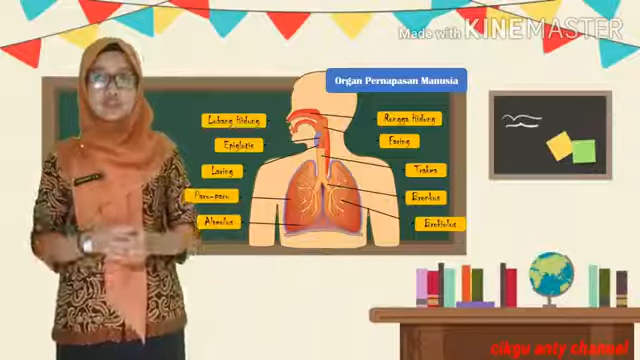 Made with KINEMASTER
Organ Pernapasan Manusia
Lubang Hidung
Rongga Hidung
Epiglotis
Faring
Laring
Trakea
Paru-paru
Bronkus
Alveolus
Bronkiolus
cikgu anty channel